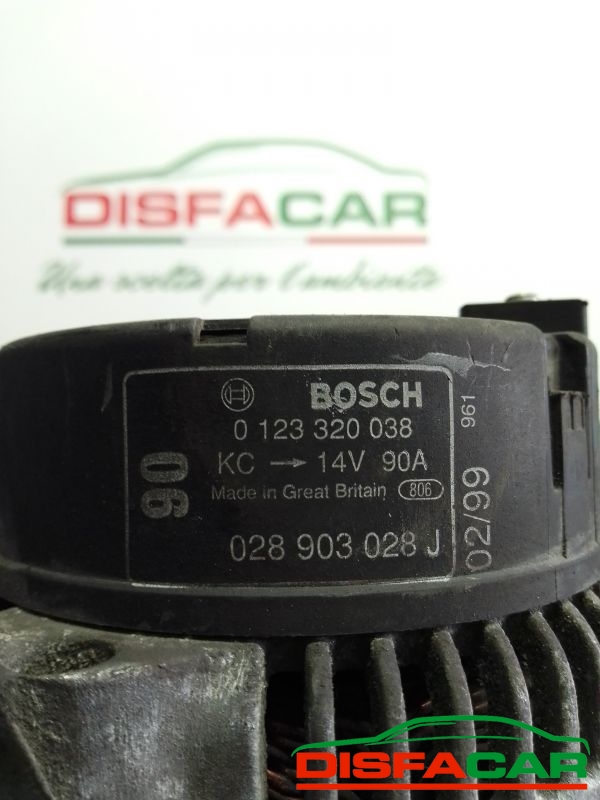 DISFACAR
Una scelta per l'ambiente
BOSCH
0 123 320 038
KC → 14V 90A
Made in Great Britain 806
028 903 028 J
90
961
02/99
DISFACAR